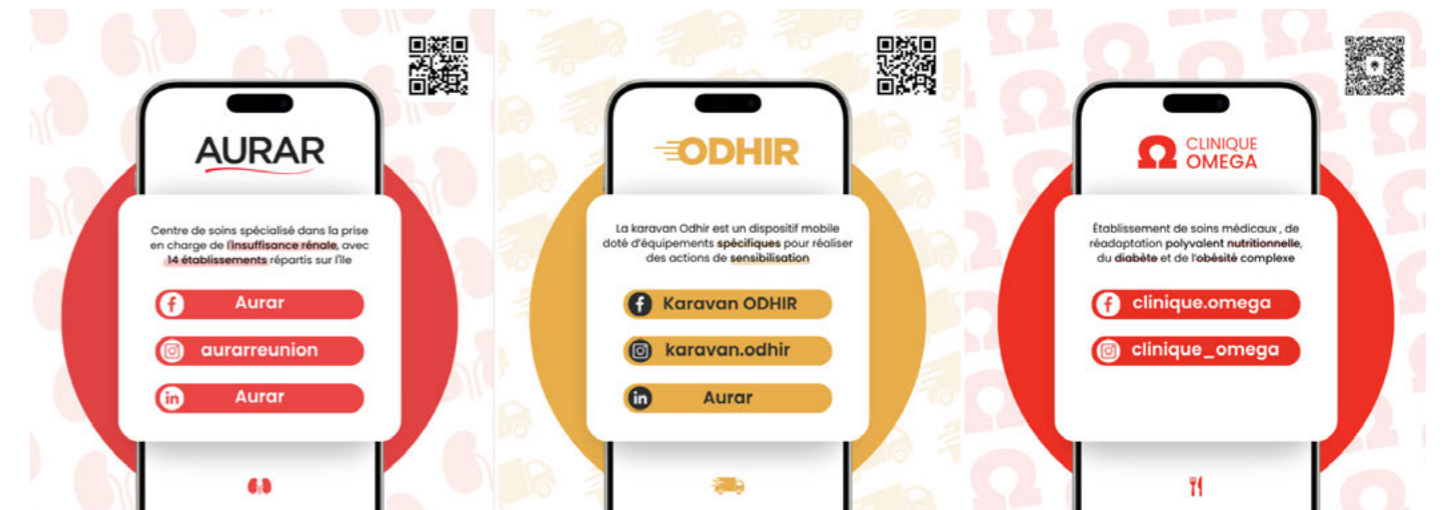 AURAR
Centre de soins spécialisé dans la prise
en charge de l'insuffisance rénale, avec
14 établissements répartis sur l'île
Aurar
aurarreunion
in Aurar
ODHIR
La karavan Odhir est un dispositif mobile
doté d'équipements spécifiques pour réaliser
des actions de sensibilisation
Karavan ODHIR
karavan.odhir
in Aurar
CLINIQUE
OMEGA
Établissement de soins médicaux , de
réadaptation polyvalent nutritionnelle,
du diabète et de l'obésité complexe
clinique.omega
clinique_omega